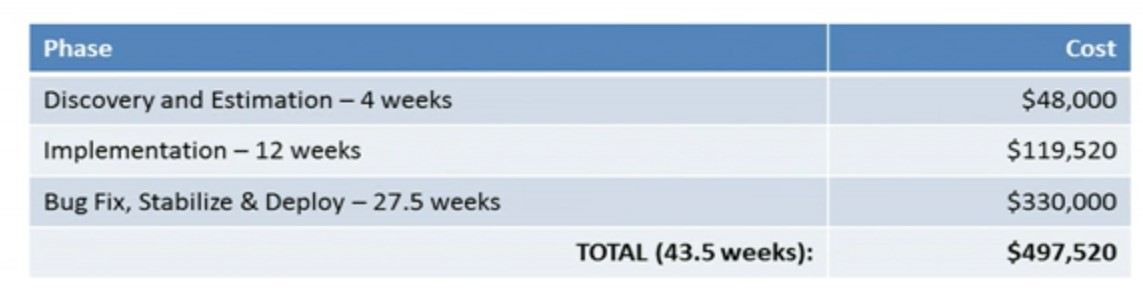 Phase Cost
Discovery and Estimation – 4 weeks $48,000
Implementation – 12 weeks $119,520
Bug Fix, Stabilize & Deploy – 27.5 weeks $330,000
TOTAL (43.5 weeks): $497,520